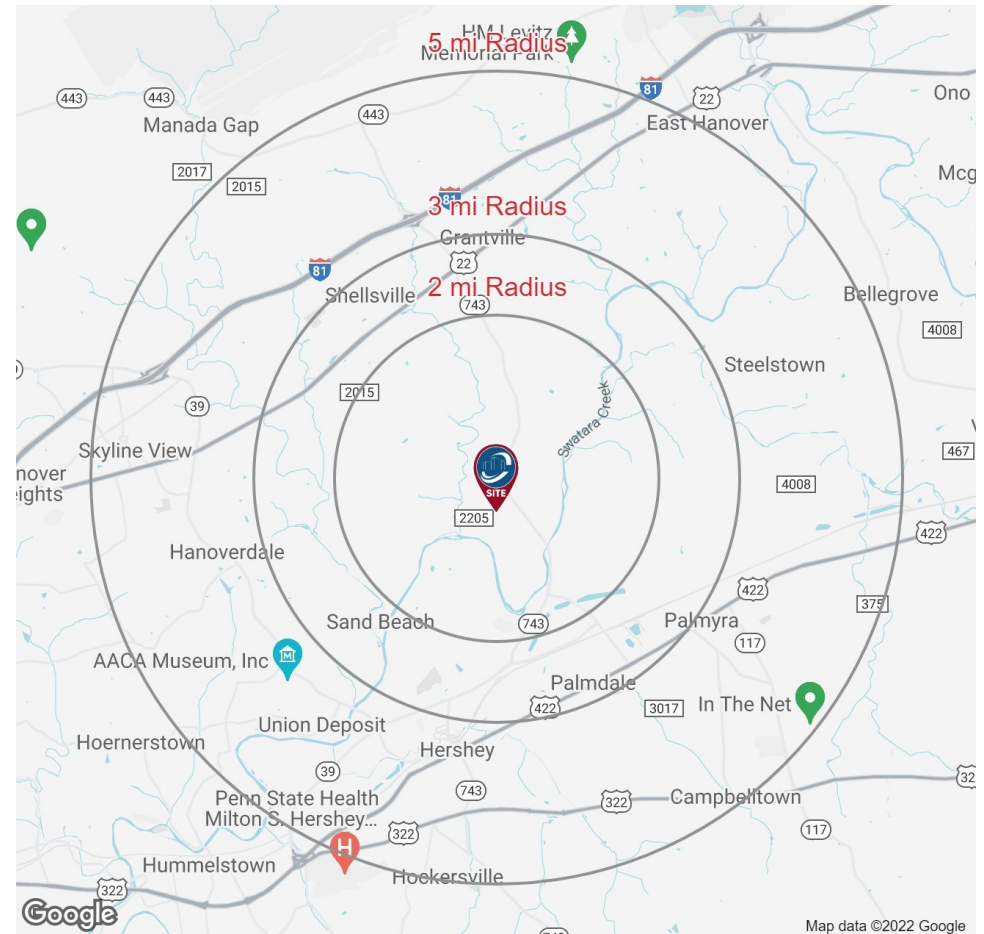 HM Levitz
5 mi Radius
Memorial Park
81
22
443
443
443
Ono
Manada Gap
East Hanover
2017
2015
Mcg
81
3 mi Radius
Grantville
22
81
Shellsville
2 mi Radius
743
Bellegrove
4008
Steelstown
2015
39
Swatara Creek
Skyline View
467
nover
eights
SITE
4008
2205
422
Hanoverdale
422
375
Sand Beach
743
Palmyra
117
AACA Museum, Inc
Palmdale
422
3017
In The Net
Union Deposit
Hoernerstown
Hershey
39
32
743
Penn State Health
Milton S. Hershey...
322
Campbelltown
322
117
H
Hummelstown
Hockersville
322
Google
Map data ©2022 Google